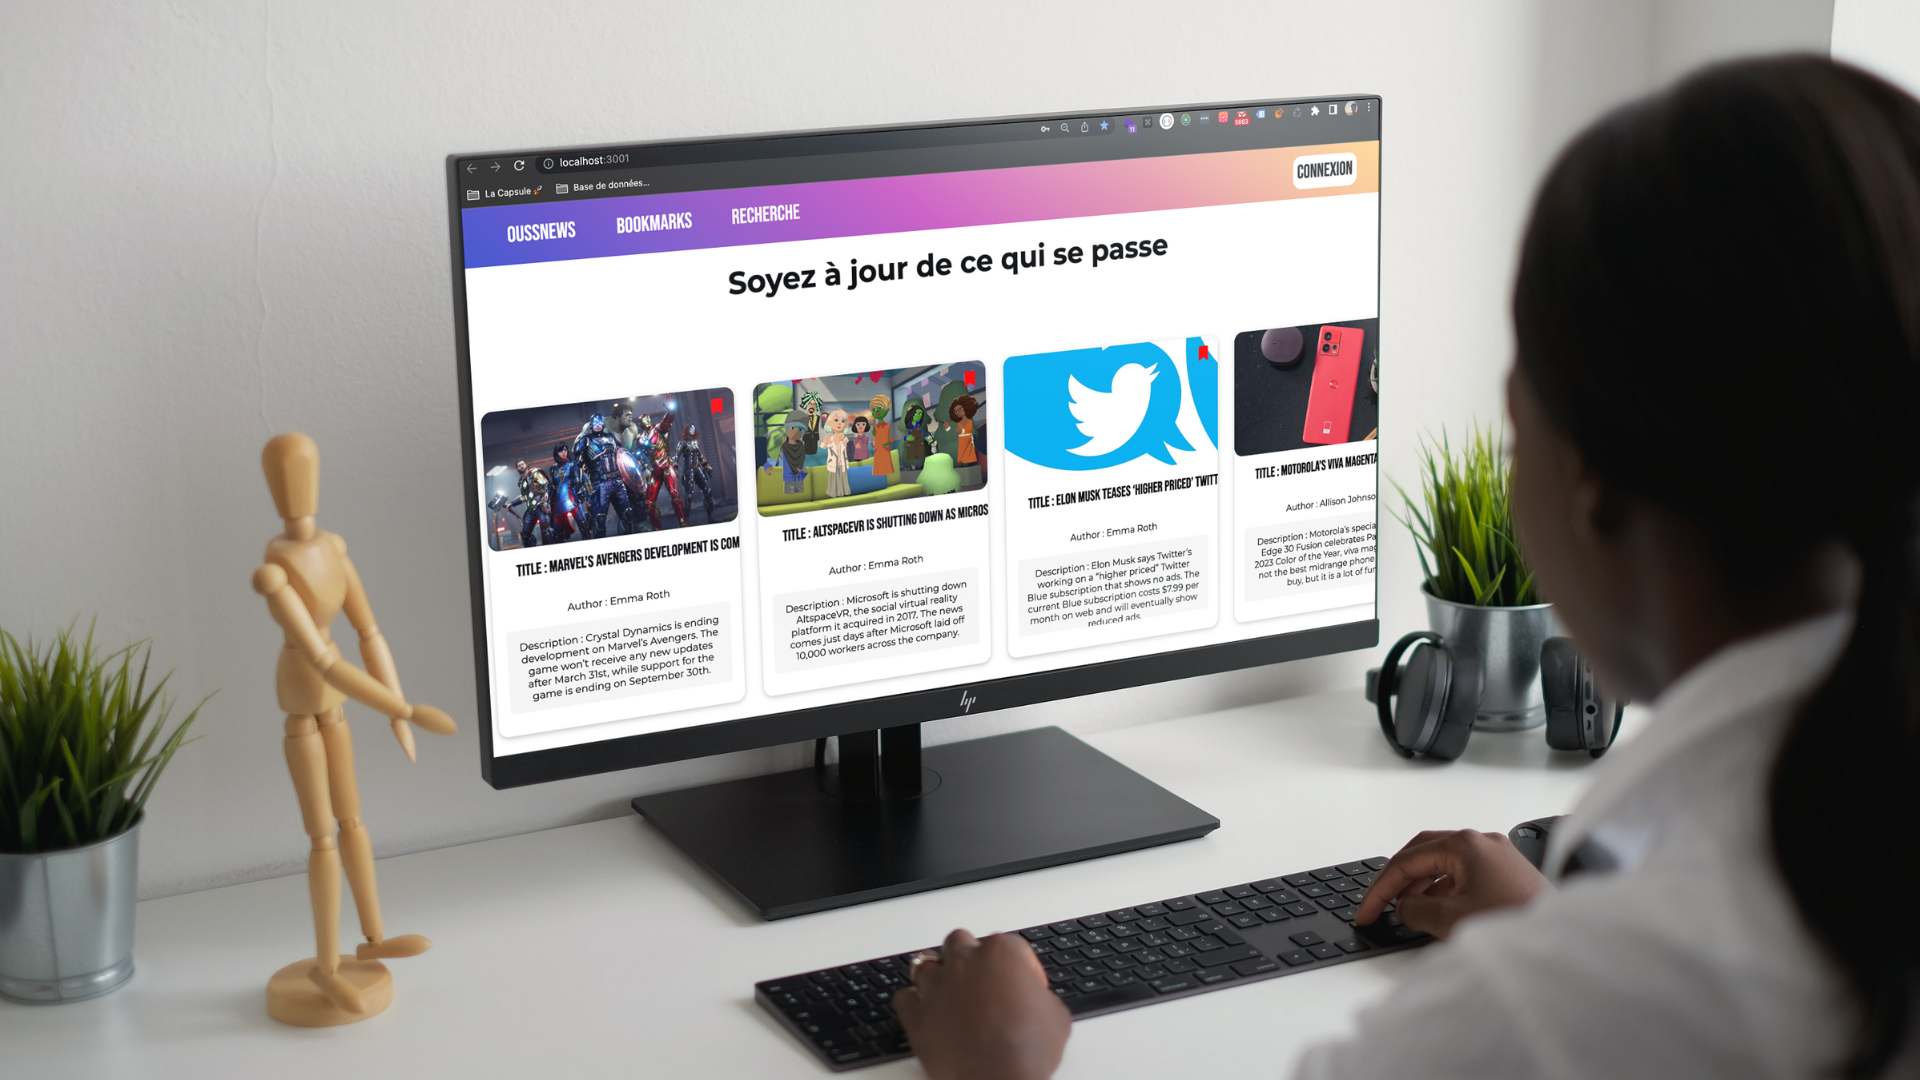 localhost:3001
La Capsule
Base de données...
OUSSNEWS
BOOKMARKS
RECHERCHE
CONNEXION
Soyez à jour de ce qui se passe
TITLE : MARVEL'S AVENGERS DEVELOPMENT IS COM
Author : Emma Roth
Description : Crystal Dynamics is ending
development on Marvel's Avengers. The
game won't receive any new updates
after March 31st, while support for the
game is ending on September 30th.
TITLE : ALTSPACEVR IS SHUTTING DOWN AS MICROS
Author : Emma Roth
Description : Microsoft is shutting down
AltspaceVR, the social virtual reality
platform it acquired in 2017. The news
comes just days after Microsoft laid off
10,000 workers across the company.
TITLE : ELON MUSK TEASES ‘HIGHER PRICED’ TWITT
Author : Emma Roth
Description : Elon Musk says Twitter’s
working on a “higher priced” Twitter
Blue subscription that shows no ads. The
current Blue subscription costs $7.99 per
month on web and will eventually show
reduced ads.
TITLE : MOTOROLA'S VIVA MAGENTA
Author : Allison Johnso
Description : Motorola's specia
Edge 30 Fusion celebrates Pa
2023 Color of the Year, viva mag
not the best midrange phone
buy, but it is a lot of fun
hp